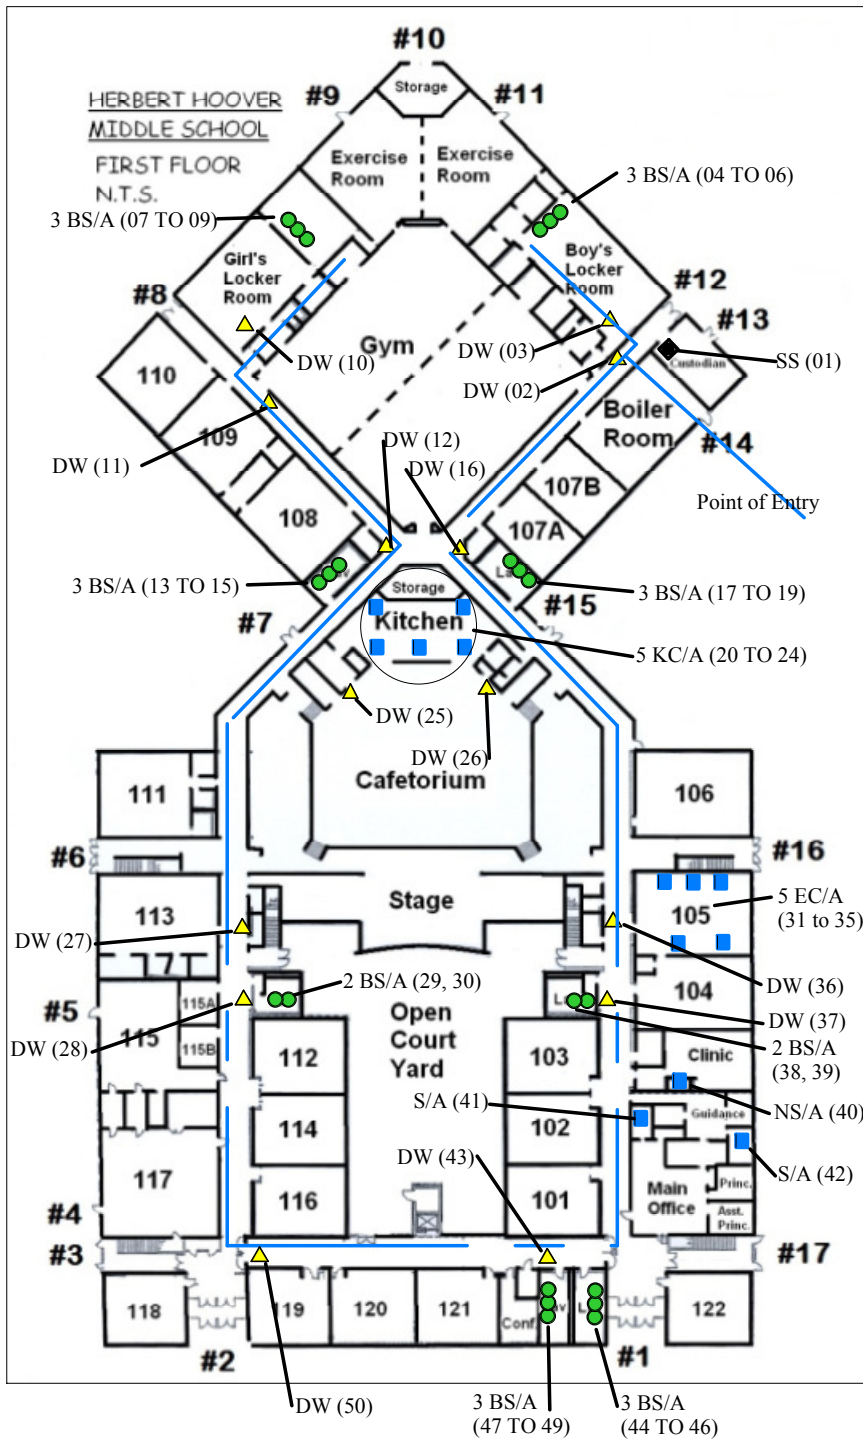 #10
#9
#11
Storage
HERBERT HOOVER
MIDDLE SCHOOL
FIRST FLOOR
N.T.S.
Exercise
Room
Exercise
Room
3 BS/A (04 TO 06)
3 BS/A (07 TO 09)
Girl's
Locker
Room
Boy's
Locker
Room
#8
#12
#13
DW (10)
Gym
DW (03)
DW (02)
SS (01)
Custodian
110
Boiler
Room
#14
109
DW (11)
DW (12)
DW (16)
107B
Point of Entry
108
107A
3 BS/A (13 TO 15)
Storage
3 BS/A (17 TO 19)
#7
Kitchen
#15
5 KC/A (20 TO 24)
DW (25)
DW (26)
Cafetorium
111
106
#6
#16
Stage
113
105
5 EC/A
(31 to 35)
DW (27)
7
DW (36)
2 BS/A (29, 30)
115A
104
#5
Open
Court
Yard
DW (37)
115
115B
DW (28)
112
103
Clinic
2 BS/A
(38, 39)
S/A (41)
NS/A (40)
Guidance
114
102
117
DW (43)
S/A (42)
116
101
Main
Office
Princ.
Asst.
Princ.
#4
#3
#17
118
119
120
121
Conf
122
#2
#1
DW (50)
3 BS/A
(47 TO 49)
3 BS/A
(44 TO 46)